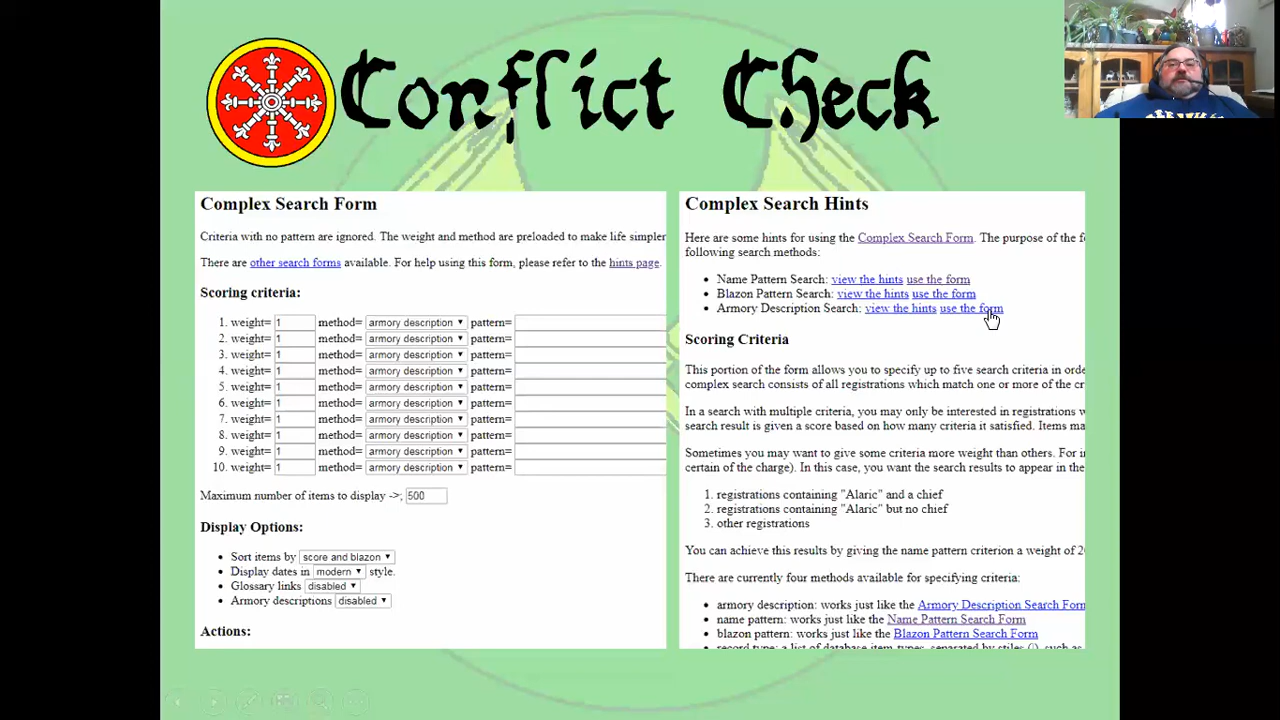 Conflict Check
Complex Search Form
Criteria with no pattern are ignored. The weight and method are preloaded to make life simpler
There are other search forms available. For help using this form, please refer to the hints page.
Scoring criteria:
1. weight= 1 method= armory description pattern=
2. weight= 1 method= armory description pattern=
3. weight= 1 method= armory description pattern=
4. weight= 1 method= armory description pattern=
5. weight= 1 method= armory description pattern=
6. weight= 1 method= armory description pattern=
7. weight= 1 method= armory description pattern=
8. weight= 1 method= armory description pattern=
9. weight= 1 method= armory description pattern=
10. weight= 1 method= armory description pattern=
Maximum number of items to display ->; 500
Display Options:
Sort items by score and blazon
Display dates in modern style.
Glossary links disabled
Armory descriptions disabled
Actions:
Complex Search Hints
Here are some hints for using the Complex Search Form. The purpose of the
following search methods:
Name Pattern Search: view the hints use the form
Blazon Pattern Search: view the hints use the form
Armory Description Search: view the hints use the form
Scoring Criteria
This portion of the form allows you to specify up to five search criteria in
complex search consists of all registrations which match one or more of the
In a search with multiple criteria, you may only be interested in registrations
search result is given a score based on how many criteria it satisfied. Items
Sometimes you may want to give some criteria more weight than others. For
certain of the charge). In this case, you want the search results to appear in the
1. registrations containing "Alaric" and a chief
2. registrations containing "Alaric" but no chief
3. other registrations
You can achieve this results by giving the name pattern criterion a weight of
There are currently four methods available for specifying criteria:
armory description: works just like the Armory Description Search
name pattern: works just like the Name Pattern Search Form
blazon pattern: works just like the Blazon Pattern Search Form
record type: a list of database item types, separated by stiles (|), such as